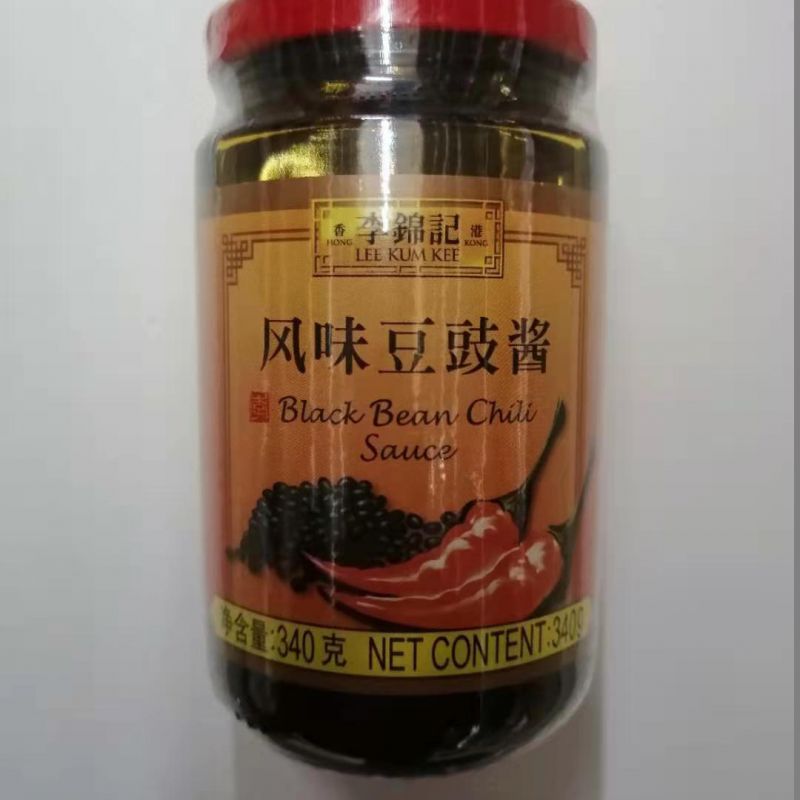 香 李錦記 港
HONG LEE KUM KEE KONG
风味豆豉酱
Black Bean Chili
Sauce
净含量:340克 NET CONTENT:340g